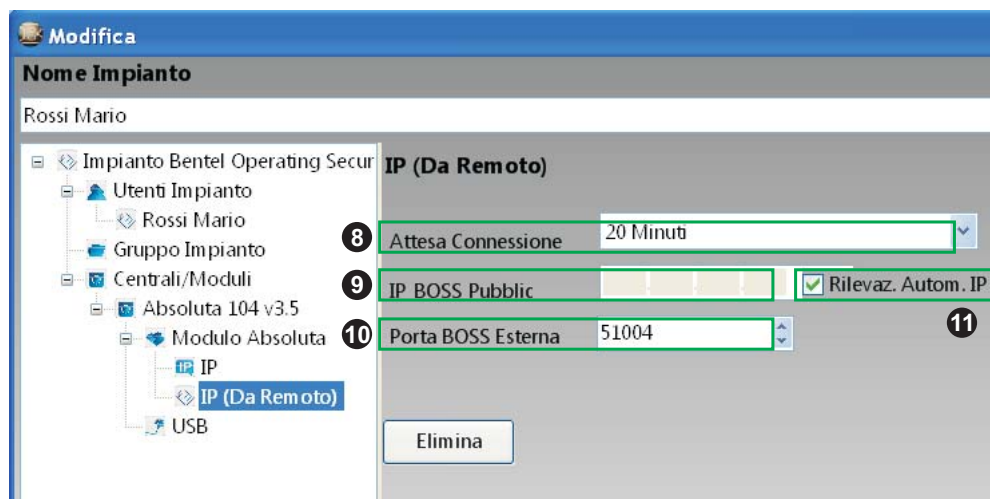 Modifica
Nome Impianto
Rossi Mario
Impianto Bentel Operating Secur
Utenti Impianto
Rossi Mario
Gruppo Impianto
Centrali/Moduli
Absoluta 104 v3.5
Modulo Absoluta
IP
IP (Da Remoto)
USB
IP (Da Remoto)
8 Attesa Connessione 20 Minuti
9 IP BOSS Pubblic Rilevaz. Autom. IP
11
10 Porta BOSS Esterna 51004
Elimina